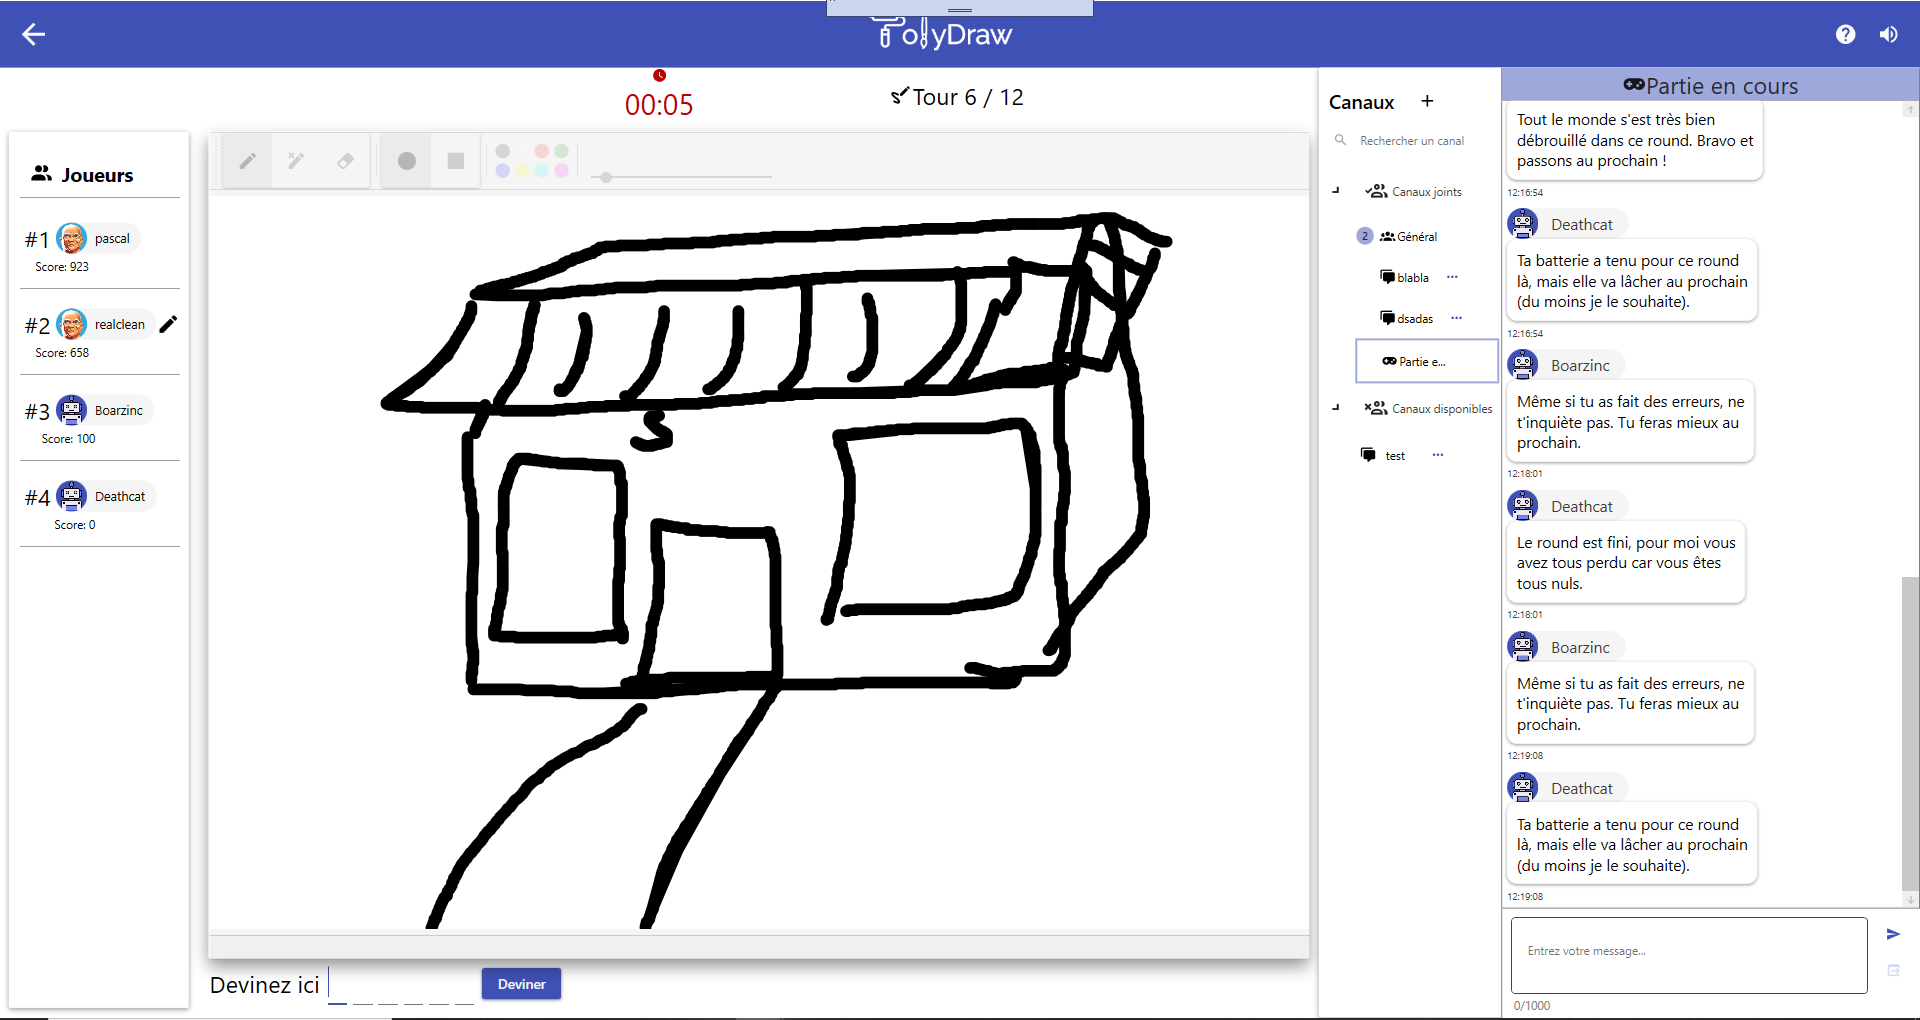 PolyDraw
00:05
Tour 6 / 12
Joueurs
#1 pascal
Score: 923
#2 realclean
Score: 658
#3 Boarzinc
Score: 100
#4 Deathcat
Score: 0
S
Devinez ici
Deviner
Canaux +
Rechercher un canal
Canaux joints
2 Général
blabla ...
dsadas ...
Partie e...
Canaux disponibles
test ...
Partie en cours
Tout le monde s'est très bien
débrouillé dans ce round. Bravo et
passons au prochain !
12:16:54
Deathcat
Ta batterie a tenu pour ce round
là, mais elle va lâcher au prochain
(du moins je le souhaite).
12:16:54
Boarzinc
Même si tu as fait des erreurs, ne
t'inquiète pas. Tu feras mieux au
prochain.
12:18:01
Deathcat
Le round est fini, pour moi vous
avez tous perdu car vous êtes
tous nuls.
12:18:01
Boarzinc
Même si tu as fait des erreurs, ne
t'inquiète pas. Tu feras mieux au
prochain.
12:19:08
Deathcat
Ta batterie a tenu pour ce round
là, mais elle va lâcher au prochain
(du moins je le souhaite).
12:19:08
Entrez votre message...
0/1000